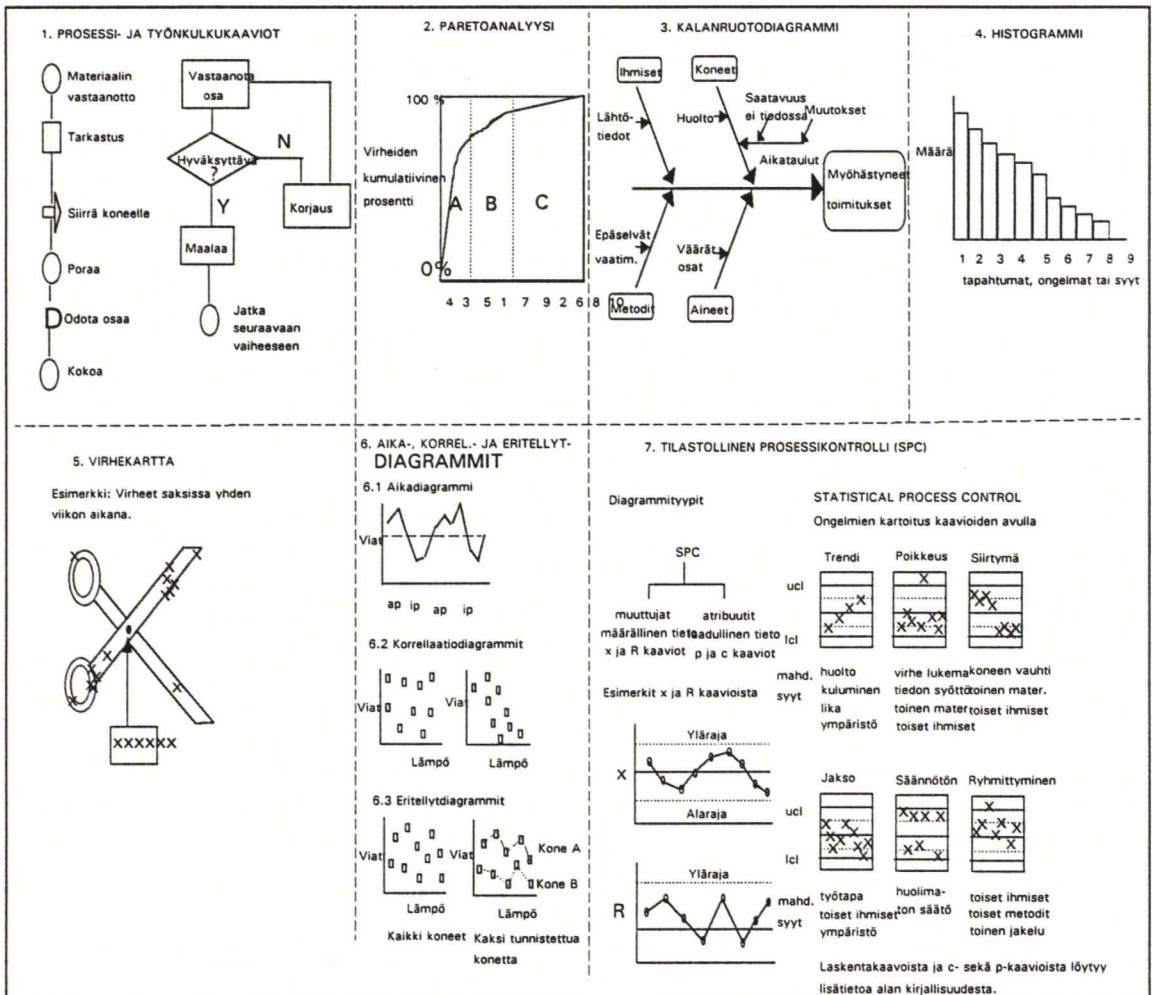 1. PROSESSI- JA TYÖNKULKUKAAVIOT
Materiaalin
vastaanotto
Tarkastus
Siirrä koneelle
Poraa
D Odota osaa
Kokoa
Vastaanota
osa
Hyväksyttävä
?
N
Y
Korjaus
Maalaa
Jatka
seuraavaan
vaiheeseen
2. PARETOANALYYSI
100 %
Virheiden
kumulatiivinen
prosentti
A B C
0%
4 3 5 1 7 9 2 6 8 10
3. KALANRUOTODIAGRAMMI
Ihmiset
Koneet
Lähtö-
tiedot
Huolto
Saatavuus
ei tiedossa
Muutokset
Aikataulut
Myöhästyneet
toimitukset
Epäselvät
vaatim.
Väärät
osat
Metodit
Aineet
4. HISTOGRAMMI
Määrä
1 2 3 4 5 6 7 8 9
tapahtumat, ongelmat tai syyt
5. VIRHEKARTTA
Esimerkki: Virheet saksissa yhden
viikon aikana.
XXXXXX
6. AIKA-, KORREL.- JA ERITELLYT-
DIAGRAMMIT
6.1 Aikadiagrammi
Viat
ap ip ap ip
6.2 Korrellaatiodiagrammit
Viat
Viat
Lämpö
Lämpö
6.3 Eritellytdiagrammit
Viat
Viat
Kone A
Kone B
Lämpö
Lämpö
Kaikki koneet
Kaksi tunnistettua
konetta
7. TILASTOLLINEN PROSESSIKONTROLLI (SPC)
Diagrammityypit
SPC
muuttujat
määrällinen tieto
x ja R kaaviot
atribuutit
laadullinen tieto
p ja c kaaviot
Esimerkit x ja R kaavioista
Yläraja
X
Alaraja
Yläraja
R
STATISTICAL PROCESS CONTROL
Ongelmien kartoitus kaavioiden avulla
Trendi
Poikkeus
Siirtymä
ucl
lcl
mahd.
syyt
huolto
kuluminen
lika
ympäristö
virhe lukema
tiedon syöttö
toinen mater.
toiset ihmiset
koneen vauhti
toinen mater.
toiset ihmiset
Jakso
Säännötön
Ryhmittyminen
ucl
lcl
mahd.
syyt
työtapa
toiset ihmiset
ympäristö
huolima-
ton säätö
toiset ihmiset
toiset metodit
toinen jakelu
Laskentakaavoista ja c- sekä p-kaavioista löytyy
lisätietoa alan kirjallisuudesta.